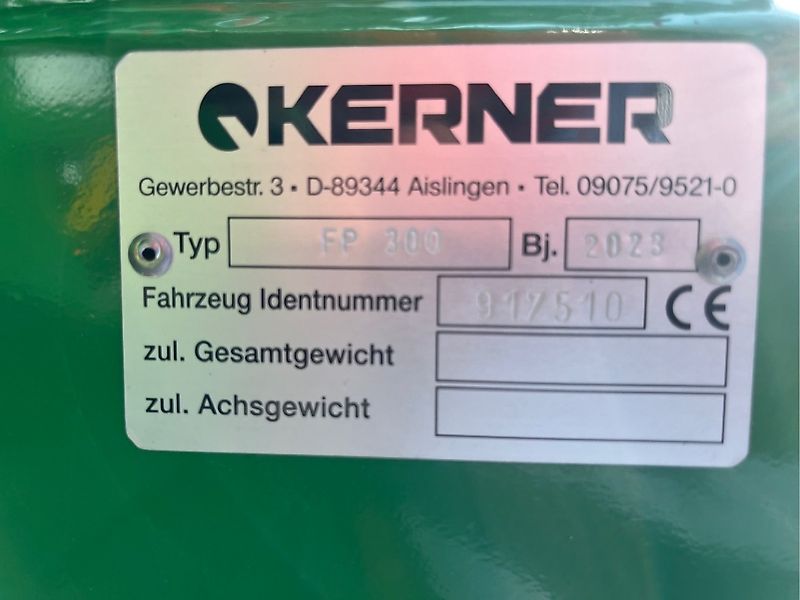 KERNER
Gewerbestr. 3 • D-89344 Aislingen • Tel. 09075/9521-0
Typ FP 300 Bj. 2023
Fahrzeug Identnummer 917510 CE
zul. Gesamtgewicht
zul. Achsgewicht